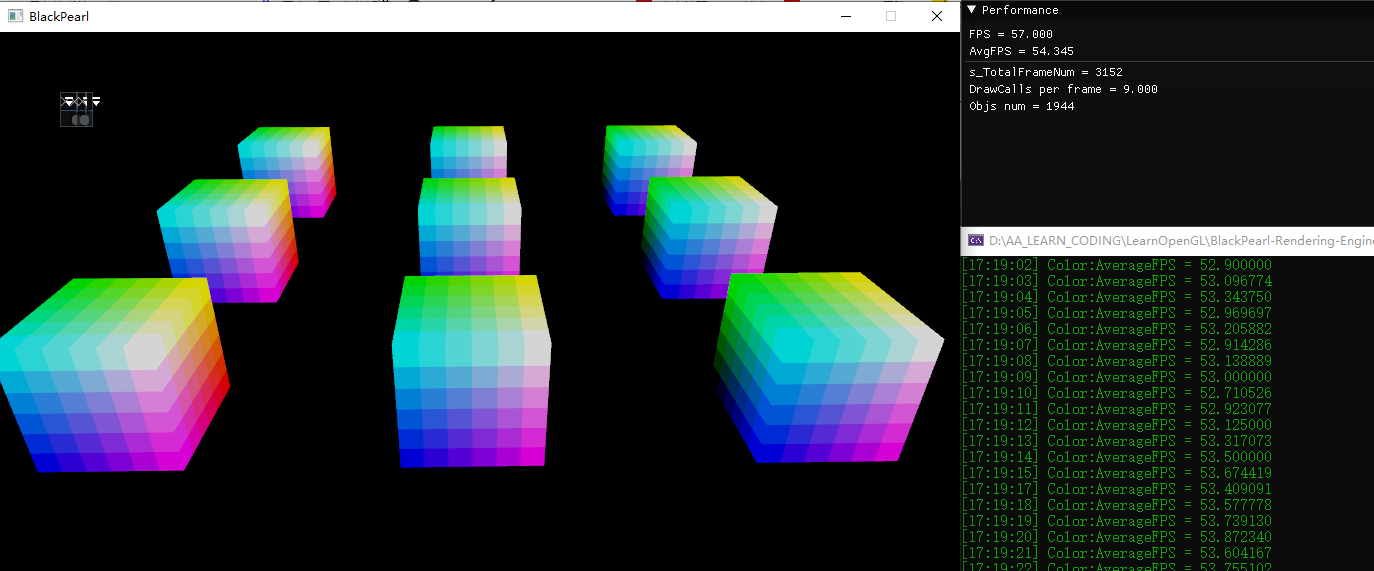 BlackPearl
Performance
FPS = 57.000
AvgFPS = 54.345
s_TotalFrameNum = 3152
DrawCalls per frame = 9.000
Objs num = 1944
D:\AA_LEARN_CODING\LearnOpenGL\BlackPearl-Rendering-Engine
[17:19:02] Color:AverageFPS = 52.900000
[17:19:03] Color:AverageFPS = 53.096774
[17:19:04] Color:AverageFPS = 53.343750
[17:19:05] Color:AverageFPS = 52.969697
[17:19:06] Color:AverageFPS = 53.205882
[17:19:07] Color:AverageFPS = 52.914286
[17:19:08] Color:AverageFPS = 53.138889
[17:19:09] Color:AverageFPS = 53.000000
[17:19:10] Color:AverageFPS = 52.710526
[17:19:11] Color:AverageFPS = 52.923077
[17:19:12] Color:AverageFPS = 53.125000
[17:19:13] Color:AverageFPS = 53.317073
[17:19:14] Color:AverageFPS = 53.500000
[17:19:15] Color:AverageFPS = 53.674419
[17:19:17] Color:AverageFPS = 53.409091
[17:19:18] Color:AverageFPS = 53.577778
[17:19:19] Color:AverageFPS = 53.739130
[17:19:20] Color:AverageFPS = 53.872340
[17:19:21] Color:AverageFPS = 53.604167
[17:19:22] Color:AverageFPS = 53.755102